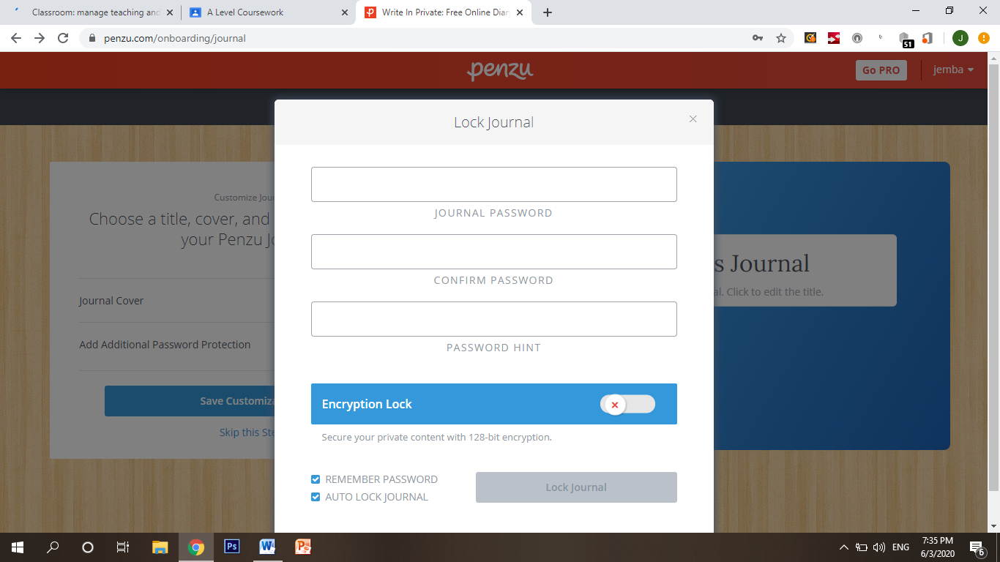 Classroom: manage teaching and
A Level Coursework
Write In Private: Free Online Diar
penzu.com/onboarding/journal
51
J
penzu
Go PRO
jemba
Lock Journal
Customize Jour
Choose a title, cover, and
your Penzu Jo
Journal Cover
Add Additional Password Protection
Save Customiza
Skip this Ste
JOURNAL PASSWORD
CONFIRM PASSWORD
PASSWORD HINT
Encryption Lock
Secure your private content with 128-bit encryption.
REMEMBER PASSWORD
AUTO LOCK JOURNAL
Lock Journal
s Journal
al. Click to edit the title.
Ps
W
P
ENG
7:35 PM
6/3/2020
6